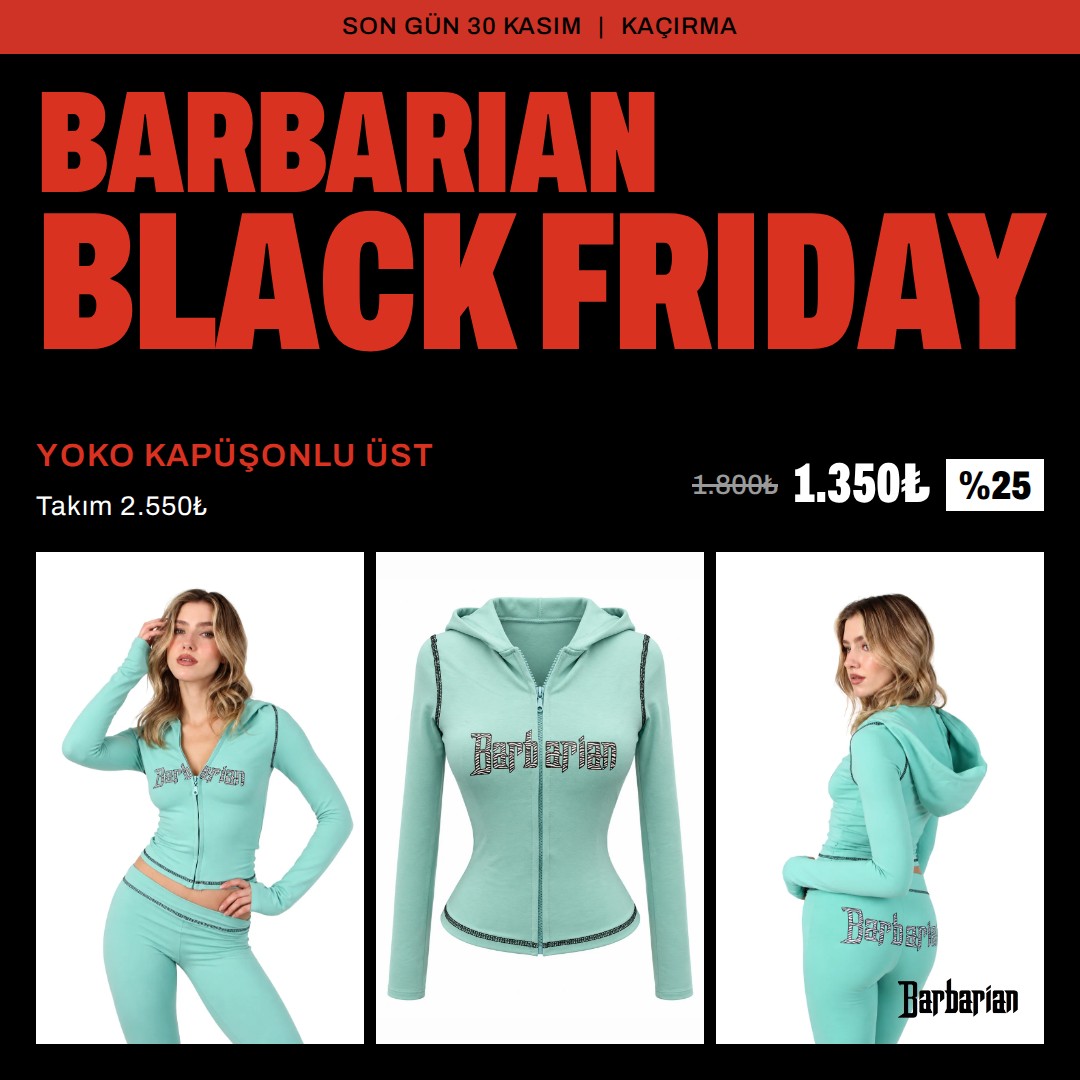 SON GÜN 30 KASIM | KAÇIRMA
BARBARIAN
BLACK FRIDAY
YOKO KAPÜŞONLU ÜST
Takım 2.550₺
1.800₺ 1.350₺ %25
Barbarian
Barbarian
Barbarian
Barbarian